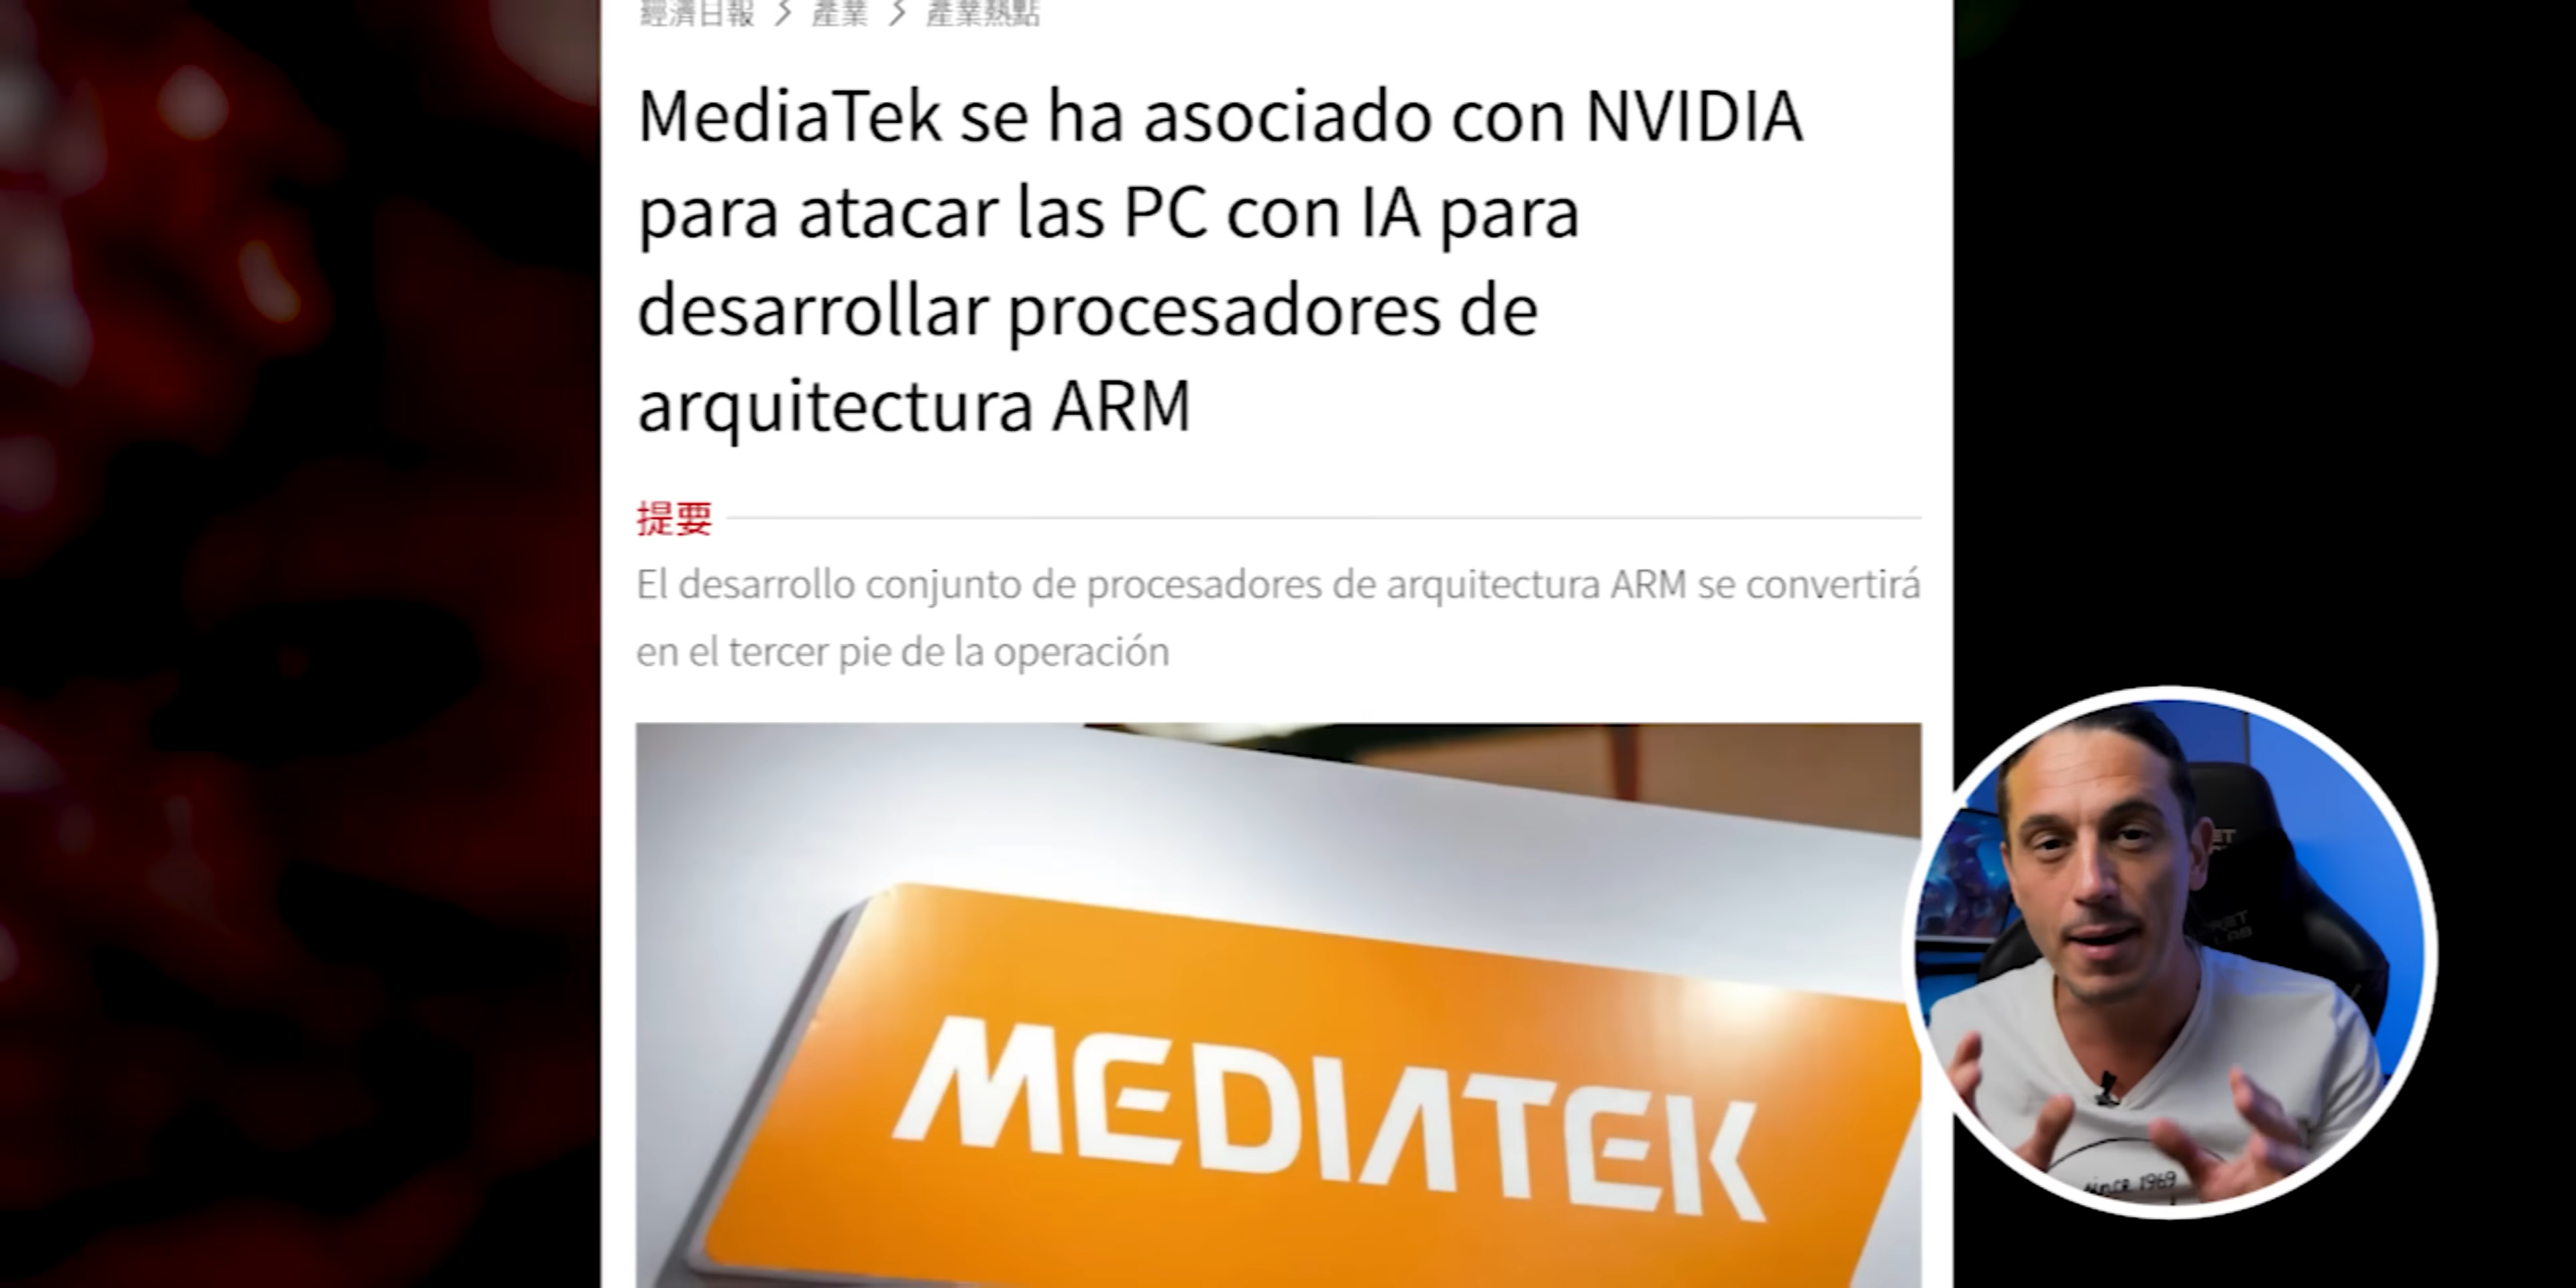 經濟日報 > 產業 > 產業熱點
MediaTek se ha asociado con NVIDIA
para atacar las PC con IA para
desarrollar procesadores de
arquitectura ARM
提要
El desarrollo conjunto de procesadores de arquitectura ARM se convertirá
en el tercer pie de la operación
MEDIATEK
since 1969